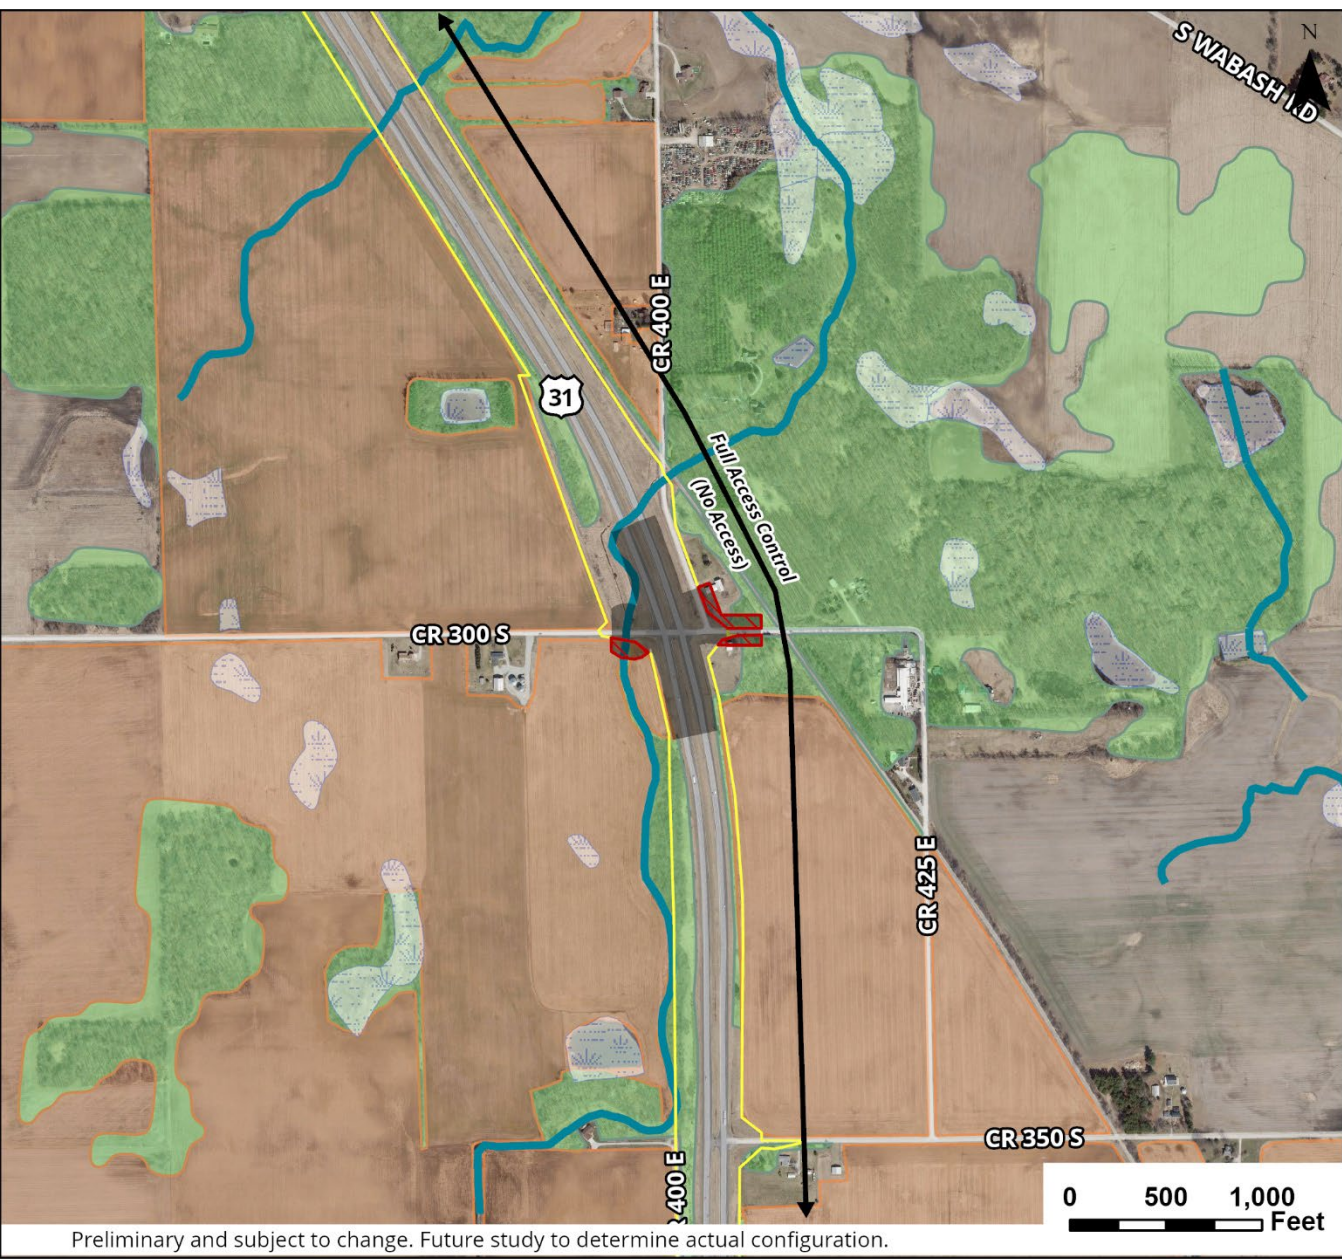 N
S WABASH RD
CR 400 E
31
Full Access Control
(No Access)
CR 300 S
CR 425 E
CR 350 S
R 400 E
0 500 1,000
Feet
Preliminary and subject to change. Future study to determine actual configuration.